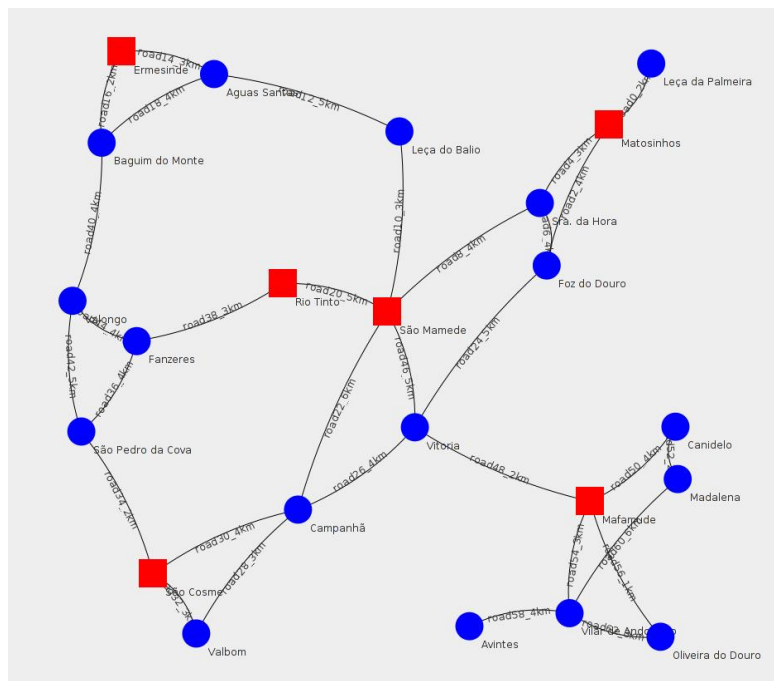 road14_3km
Ermesinde
Leça da Palmeira
road16_2km
Aguas Santas
road12_5km
road18_4km
Matosinhos
Leça do Balio
road4_3km
Baguim do Monte
road2_4km
road10_3km
Sra. da Hora
road40_4km
road8_4km
Foz do Douro
road20_5km
Rio Tinto
road38_3km
São Mamede
Valongo
road24_5km
Fanzeres
road42_5km
road46_5km
road36_4km
road22_6km
São Pedro da Cova
Vitoria
Canidelo
road26_4km
road48_2km
road50_4km
Madalena
road34_2km
Mafamude
Campanhã
road30_4km
road60_6km
road54_3km
road28_3km
road56_1km
São Cosme
road58_4km
Valbom
Avintes
Oliveira do Douro